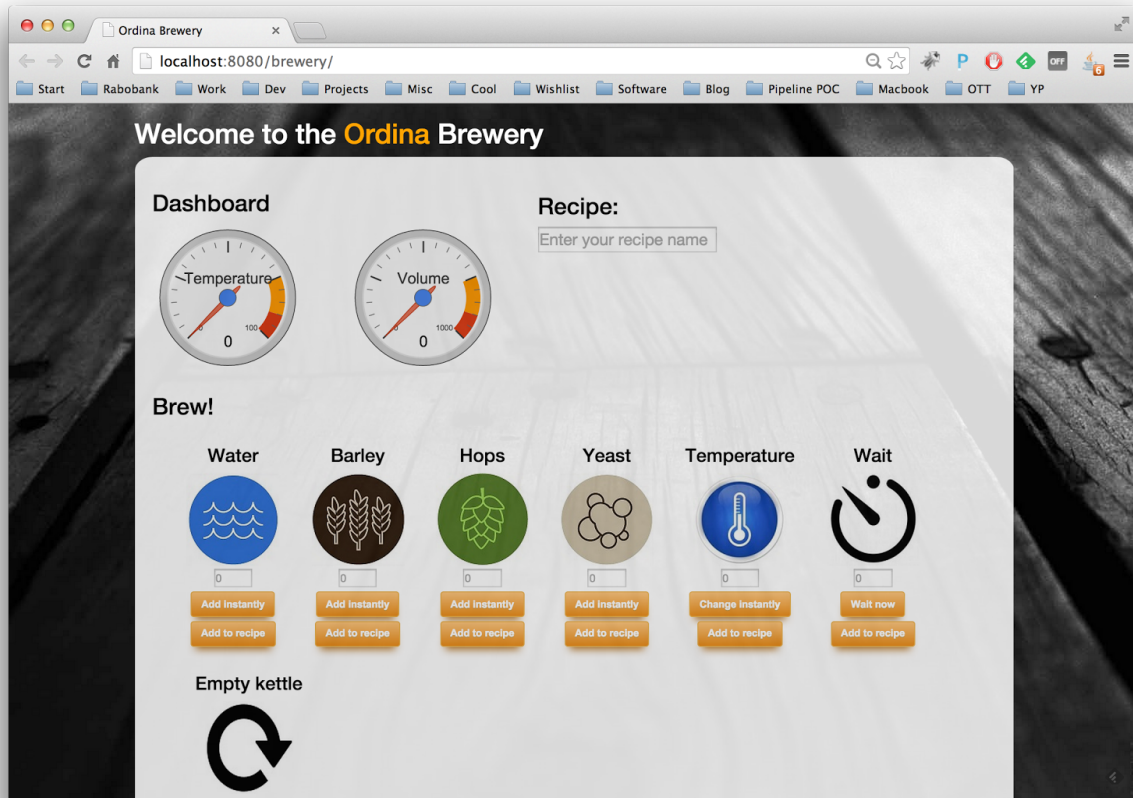 Ordina Brewery
localhost:8080/brewery/
OFF
6
Start Rabobank Work Dev Projects Misc Cool Wishlist Software Blog Pipeline POC Macbook OTT YP
Welcome to the Ordina Brewery
Dashboard
Recipe:
Enter your recipe name
Temperature
0 100
0
Volume
0 1000
0
Brew!
Water Barley Hops Yeast Temperature Wait
0 0 0 0 0 0
Add instantly Add instantly Add instantly Add instantly Change instantly Wait now
Add to recipe Add to recipe Add to recipe Add to recipe Add to recipe Add to recipe
Empty kettle